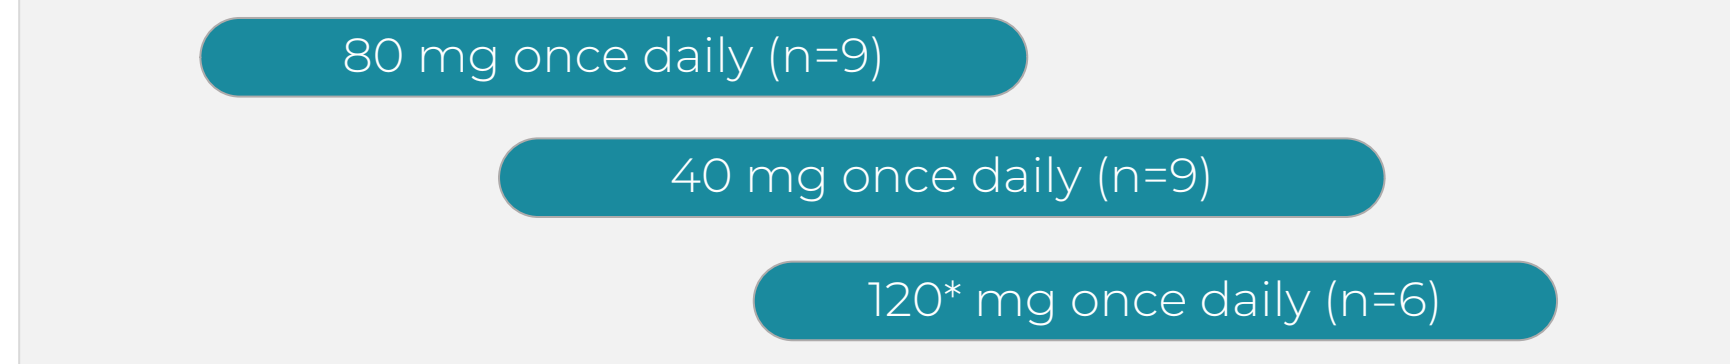 80 mg once daily (n=9)
40 mg once daily (n=9)
120* mg once daily (n=6)